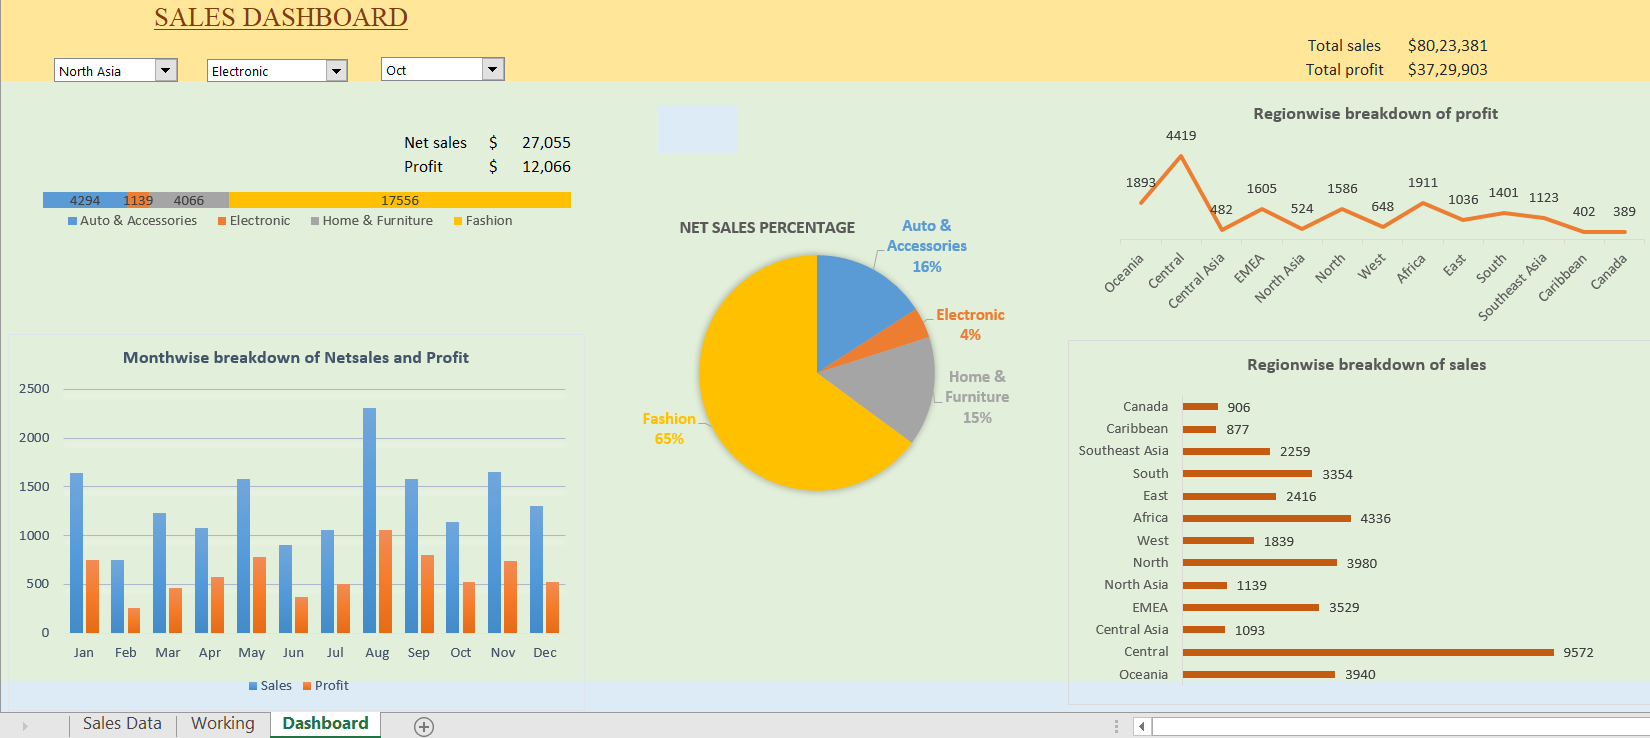 SALES DASHBOARD
Total sales $80,23,381
Total profit $37,29,903
North Asia
Electronic
Oct
Net sales $ 27,055
Profit $ 12,066
4294 1139 4066 17556
Auto & Accessories Electronic Home & Furniture Fashion
NET SALES PERCENTAGE
Auto &
Accessories
16%
Electronic
4%
Home &
Furniture
15%
Fashion
65%
Regionwise breakdown of profit
1893 4419 482 1605 524 1586 648 1911 1036 1401 1123 402 389
Oceania Central Central Asia EMEA North Asia North West Africa East South Southeast Asia Caribbean Canada
Monthwise breakdown of Netsales and Profit
2500
2000
1500
1000
500
0
Jan Feb Mar Apr May Jun Jul Aug Sep Oct Nov Dec
Sales Profit
Regionwise breakdown of sales
Canada 906
Caribbean 877
Southeast Asia 2259
South 3354
East 2416
Africa 4336
West 1839
North 3980
North Asia 1139
EMEA 3529
Central Asia 1093
Central 9572
Oceania 3940
Sales Data Working Dashboard